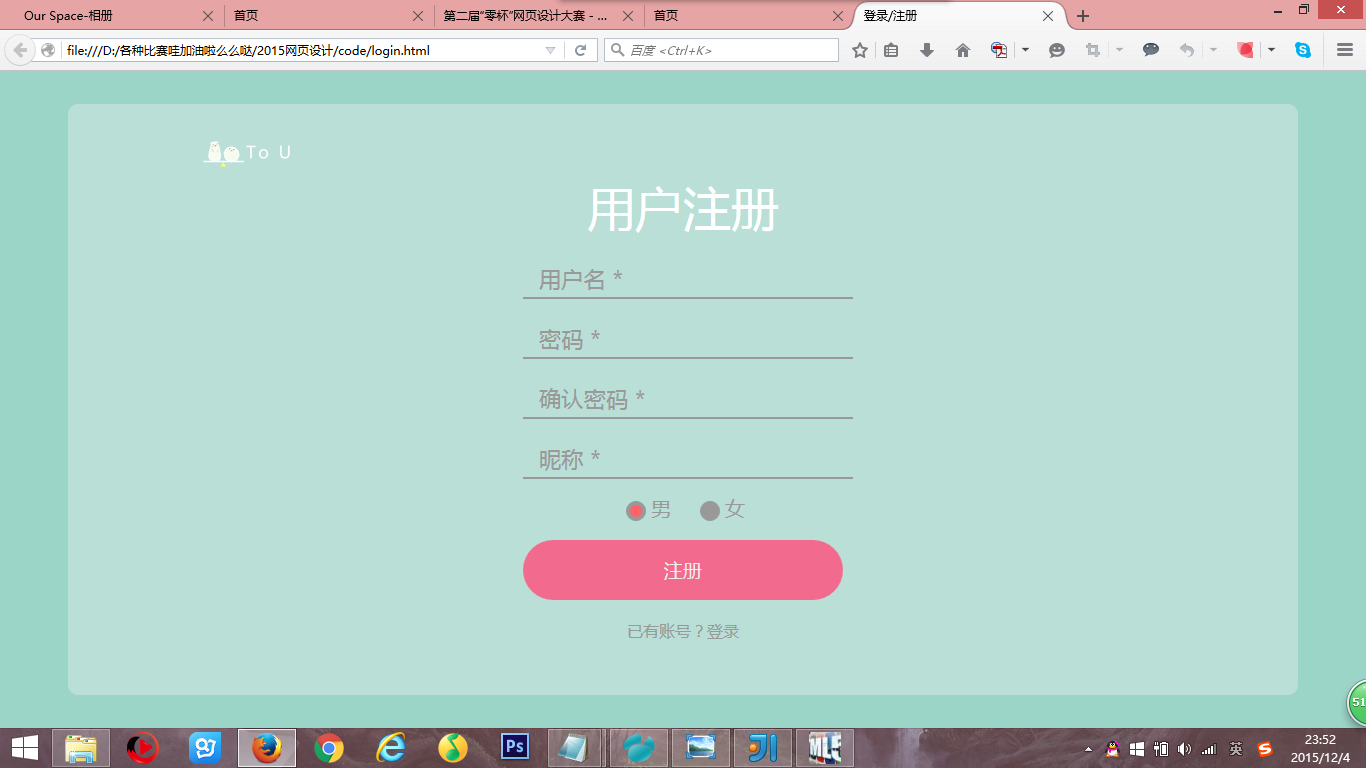 Our Space-相册
首页
第二届“零杯”网页设计大赛 - ...
首页
登录/注册
file:///D:/各种比赛哇加油啦么么哒/2015网页设计/code/login.html
百度 <Ctrl+K>
To U
用户注册
用户名 *
密码 *
确认密码 *
昵称 *
男 女
注册
已有账号？登录
51
Ps
MLE
英
23:52
2015/12/4